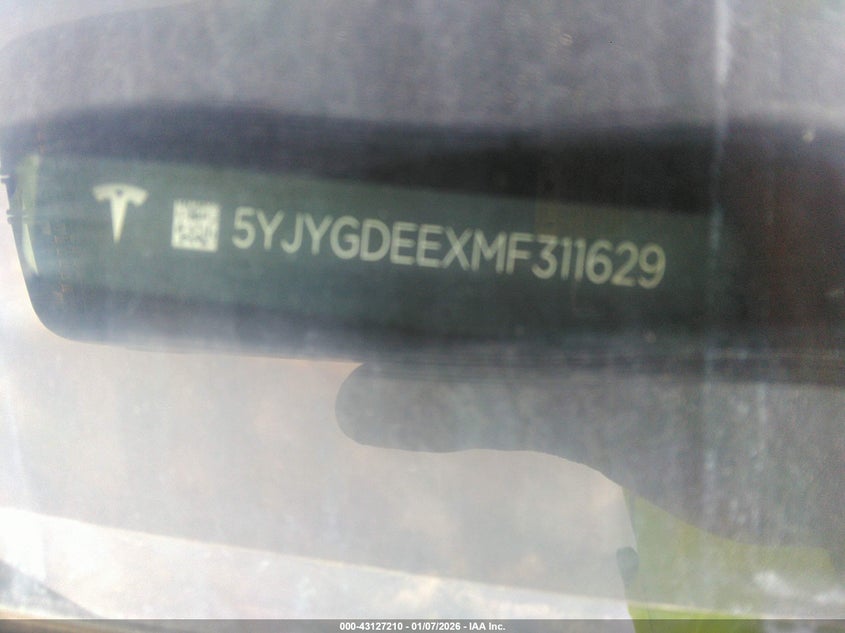 5YJYGDEEXMF311629
000-43127210 - 01/07/2026 - IAA Inc.